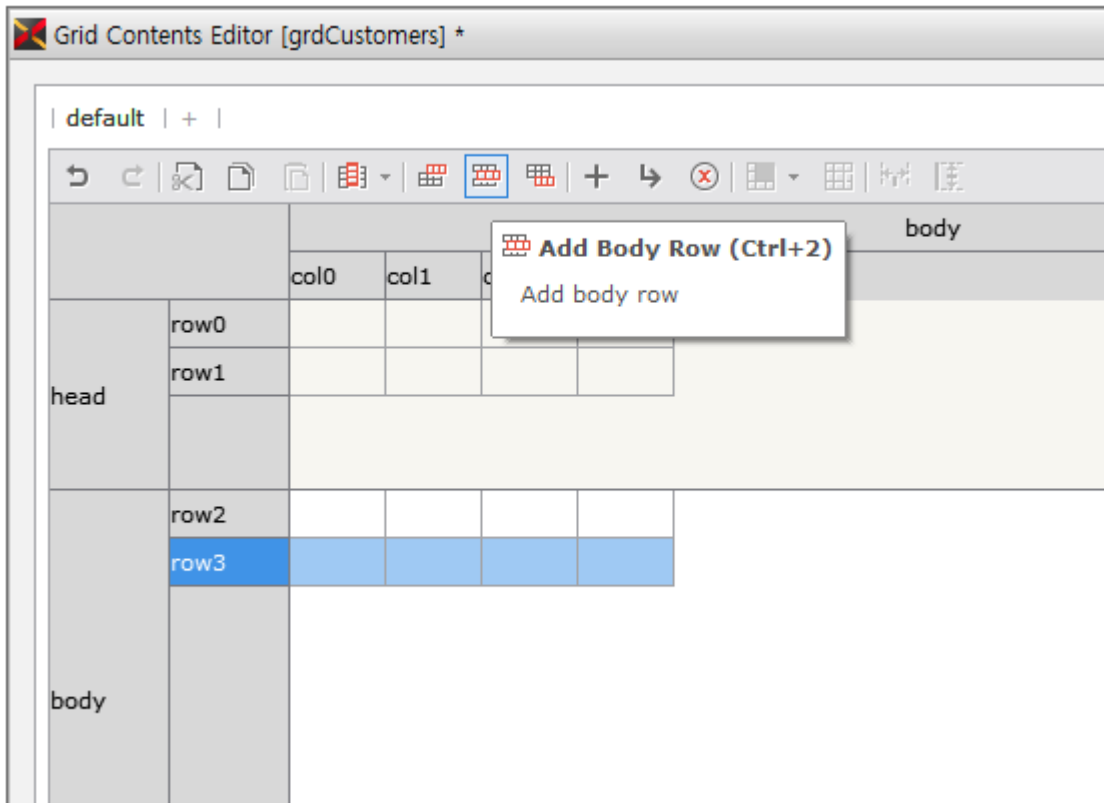 Grid Contents Editor [grdCustomers] *
| default | + |
body
Add Body Row (Ctrl+2)
col0 col1
Add body row
row0
row1
head
row2
row3
body